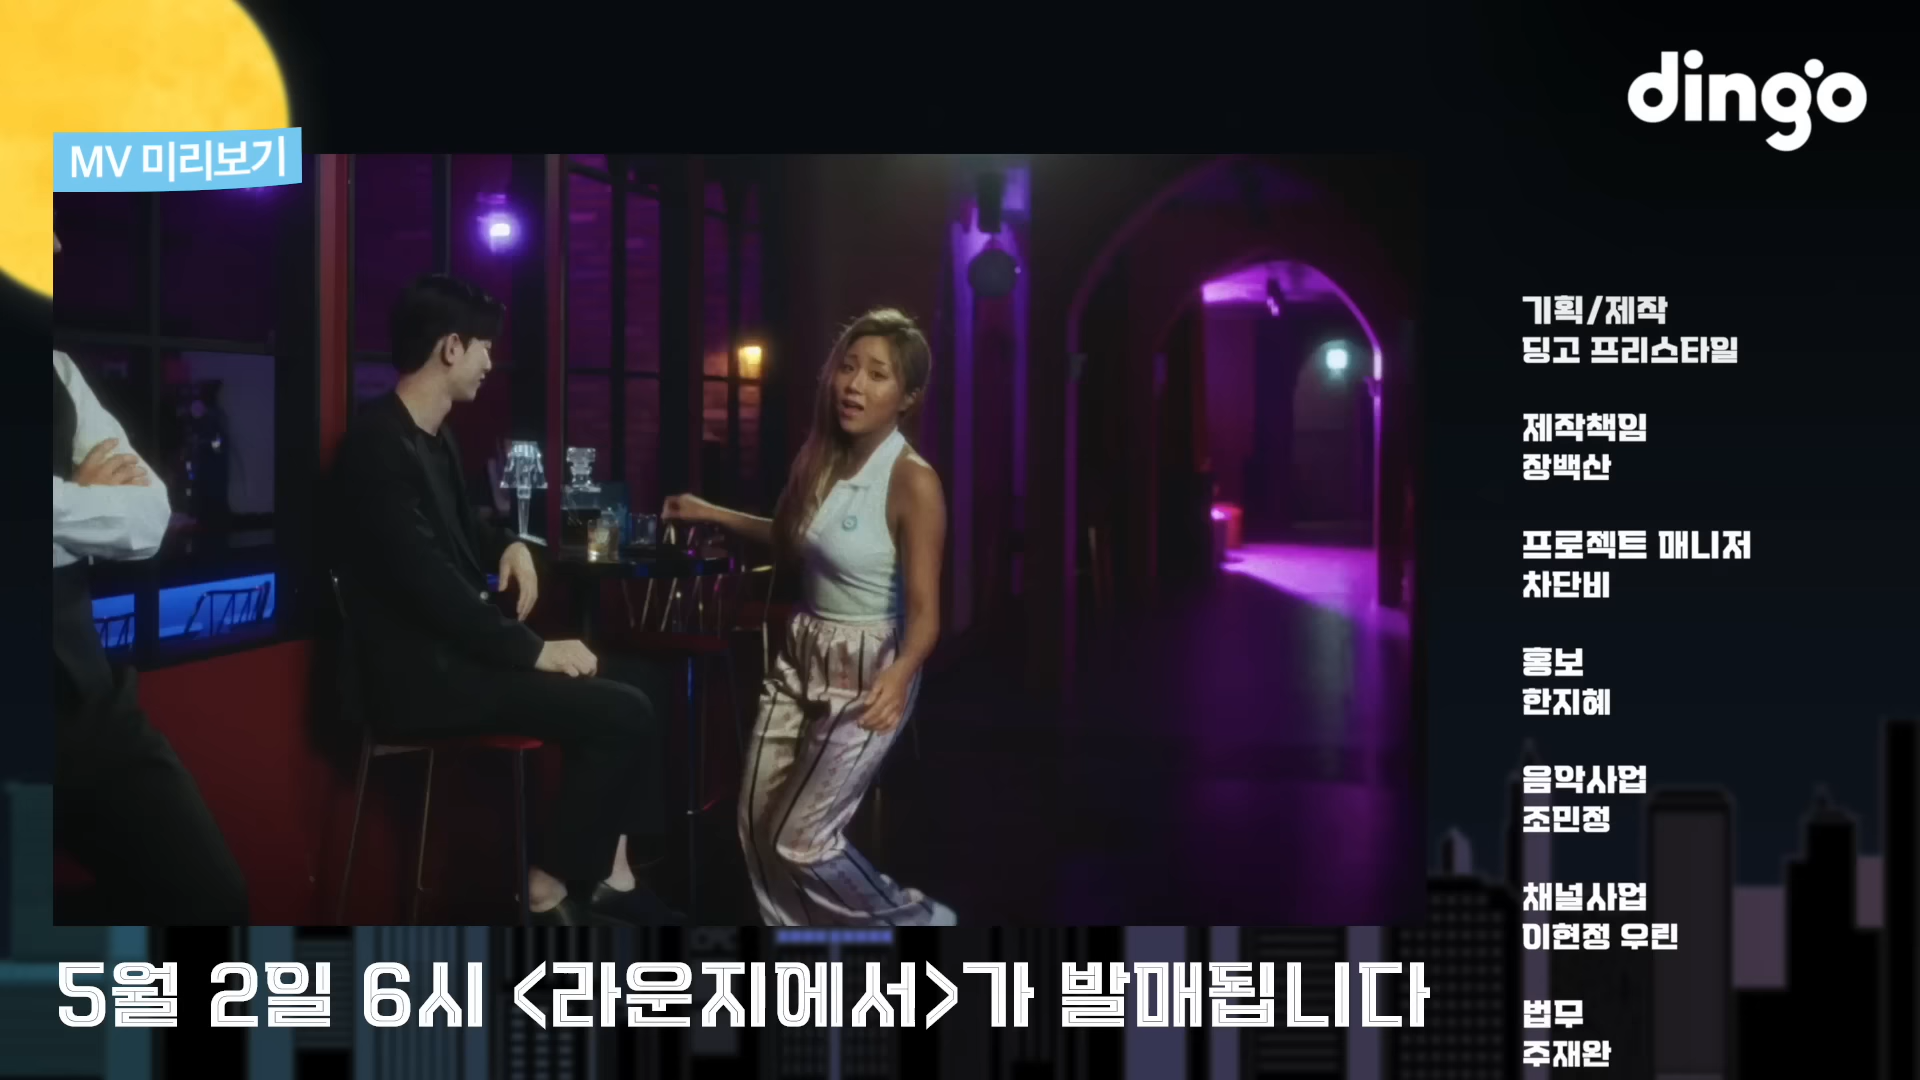 dingo
MV 미리보기
기획/제작
딩고 프리스타일
제작책임
장백산
프로젝트 매니저
차단비
홍보
한지혜
음악사업
조민정
채널사업
이현정 우린
법무
주재완
5월 2일 6시 <라운지에서>가 발매됩니다